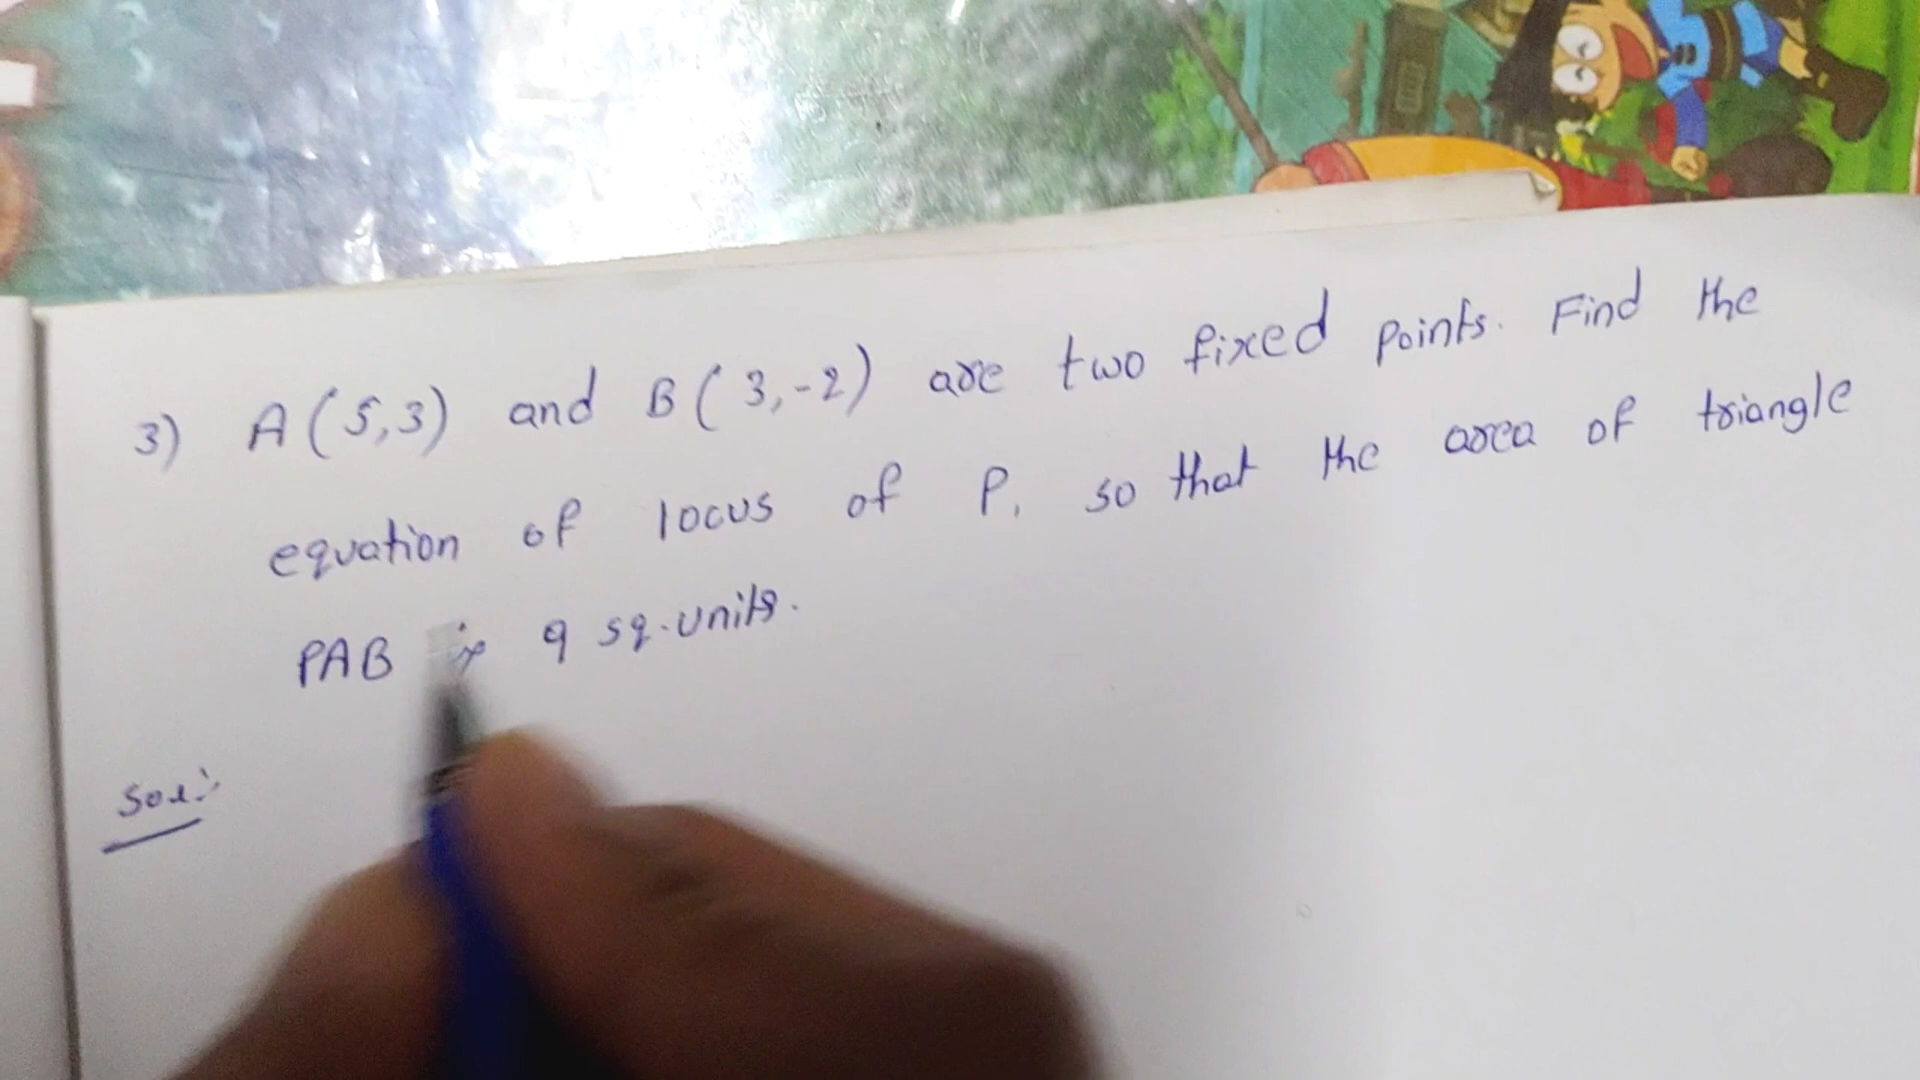 3) A(5,3) and B(3,-2) are two fixed points. Find the
equation of locus of P, so that the area of triangle
PAB is 9 sq.units.
Sol:-